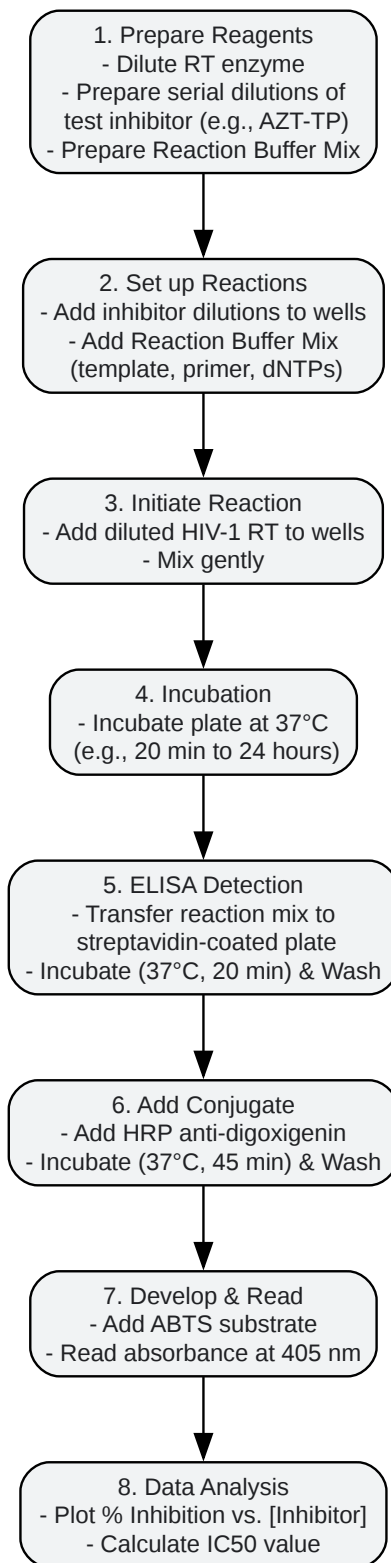 1. Prepare Reagents
- Dilute RT enzyme
- Prepare serial dilutions of
test inhibitor (e.g., AZT-TP)
- Prepare Reaction Buffer Mix
2. Set up Reactions
- Add inhibitor dilutions to wells
- Add Reaction Buffer Mix
(template, primer, dNTPs)
3. Initiate Reaction
- Add diluted HIV-1 RT to wells
- Mix gently
4. Incubation
- Incubate plate at 37°C
(e.g., 20 min to 24 hours)
5. ELISA Detection
- Transfer reaction mix to
streptavidin-coated plate
- Incubate (37°C, 20 min) & Wash
6. Add Conjugate
- Add HRP anti-digoxigenin
- Incubate (37°C, 45 min) & Wash
7. Develop & Read
- Add ABTS substrate
- Read absorbance at 405 nm
8. Data Analysis
- Plot % Inhibition vs. [Inhibitor]
- Calculate IC50 value